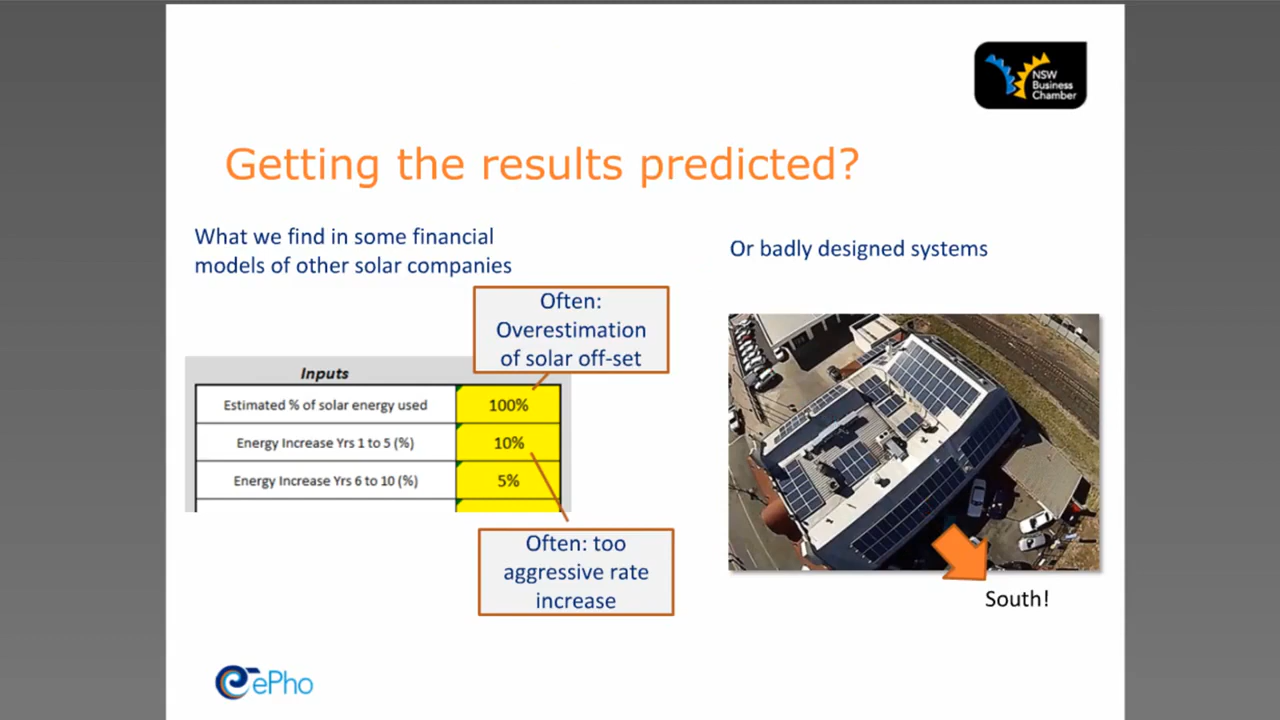 NSW
Business
Chamber
Getting the results predicted?
What we find in some financial
models of other solar companies
Or badly designed systems
Often:
Overestimation
of solar off-set
Inputs
Estimated % of solar energy used 100%
Energy Increase Yrs 1 to 5 (%) 10%
Energy Increase Yrs 6 to 10 (%) 5%
Often: too
aggressive rate
increase
South!
ePho